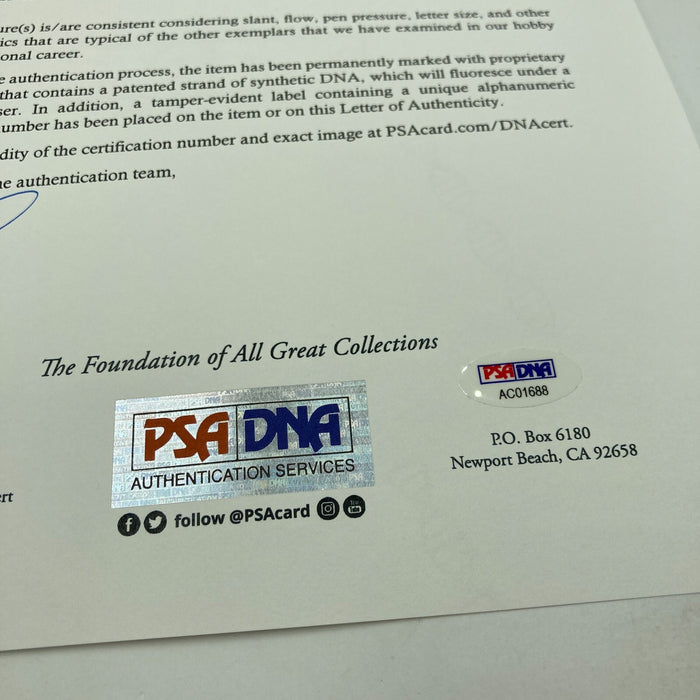 ure(s) is/are consistent considering slant, flow, pen pressure, letter size, and other
ics that are typical of the other exemplars that we have examined in our hobby
onal career.
e authentication process, the item has been permanently marked with proprietary
that contains a patented strand of synthetic DNA, which will fluoresce under a
ser. In addition, a tamper-evident label containing a unique alphanumeric
umber has been placed on the item or on this Letter of Authenticity.
dity of the certification number and exact image at PSAcard.com/DNAcert.
he authentication team,
The Foundation of All Great Collections
PSA DNA
AUTHENTICATION SERVICES
follow @PSAcard
PSA DNA
AC01688
P.O. Box 6180
Newport Beach, CA 92658
ert